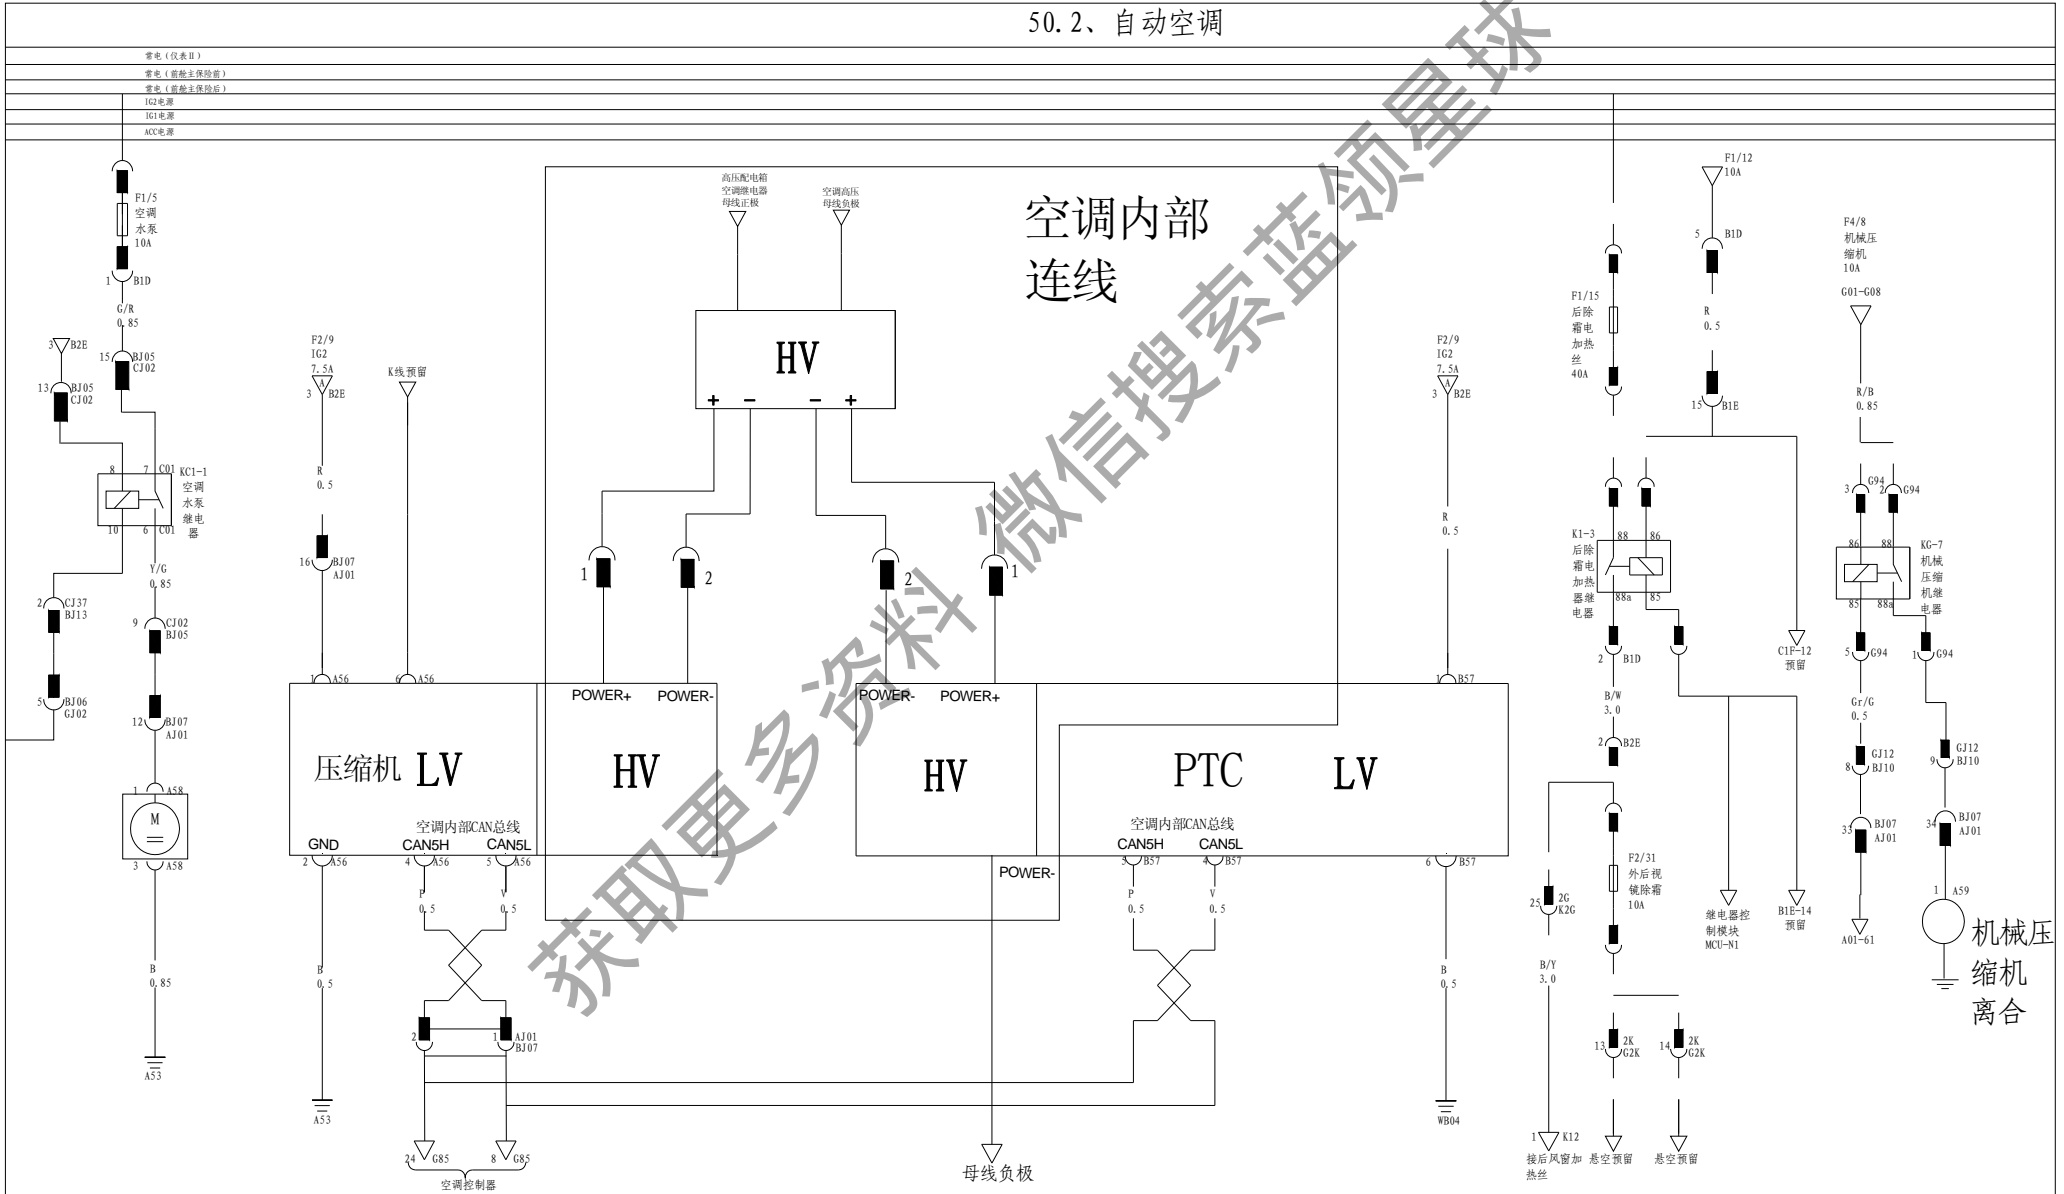 50.2、自动空调
常电（仪表Ⅱ）
常电（前舱主保险前）
常电（前舱主保险后）
IG2电源
IG1电源
ACC电源
F1/5
空调
水泵
10A
1
B1D
G/R
0.85
3
B2E
15
BJ05
CJ02
13
BJ05
CJ02
8
7
C01
KC1-1
空调
水泵
继电
器
10
6
C01
Y/G
0.85
2
CJ37
BJ13
9
CJ02
BJ05
5
BJ06
GJ02
12
BJ07
AJ01
1
A58
M
3
A58
B
0.85
A53
F2/9
IG2
7.5A
A
3
B2E
R
0.5
16
BJ07
AJ01
1
A56
K线预留
6
A56
压缩机 LV
HV
POWER+
POWER-
空调内部CAN总线
GND
CAN5H
CAN5L
2
A56
4
A56
5
A56
B
0.5
A53
P
0.5
V
0.5
2
1
AJ01
BJ07
24
G85
8
G85
空调控制器
高压配电箱
空调继电器
母线正极
空调高压
母线负极
空调内部
连线
HV
+
−
−
+
1
2
2
1
POWER-
POWER+
HV
PTC
LV
空调内部CAN总线
CAN5H
CAN5L
POWER-
母线负极
F2/9
IG2
7.5A
A
3
B2E
R
0.5
1
B57
5
B57
4
B57
6
B57
P
0.5
V
0.5
B
0.5
WB04
F1/15
后除
霜电
加热
丝
40A
K1-3
后除
霜电
加热
器继
电器
88
86
88a
85
2
B1D
B/W
3.0
2
B2E
F2/31
外后视
镜除霜
10A
25
2G
K2G
B/Y
3.0
1
K12
接后风窗加
热丝
13
2K
G2K
14
2K
G2K
悬空预留
悬空预留
F1/12
10A
5
B1D
R
0.5
15
B1E
C1F-12
预留
继电器控
制模块
MCU-N1
B1E-14
预留
F4/8
机械压
缩机
10A
G01-G08
R/B
0.85
3
G94
2
G94
86
88
KG-7
机械
压缩
机继
电器
85
88a
5
G94
1
G94
Gr/G
0.5
8
GJ12
BJ10
9
GJ12
BJ10
33
BJ07
AJ01
34
BJ07
AJ01
A01-61
1
A59
机械压
缩机
离合
获取更多资料 微信搜索蓝领星球